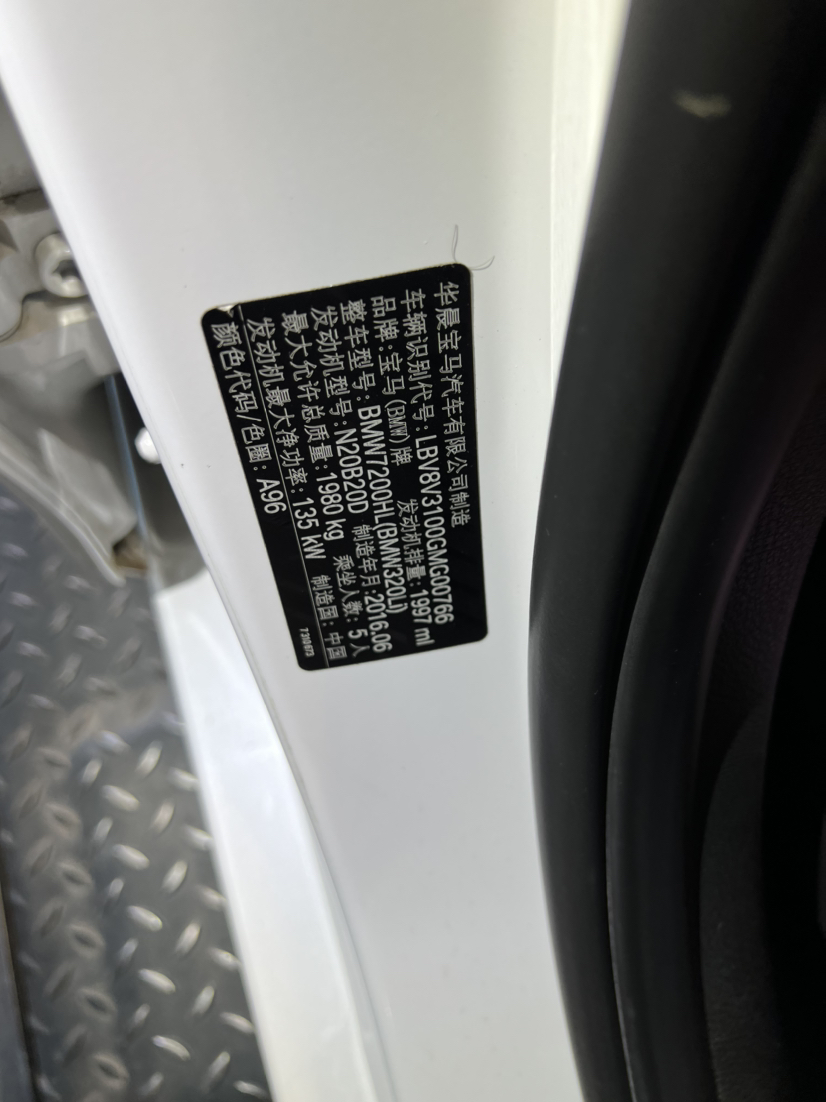 华晨宝马汽车有限公司制造
车辆识别代号: LBV8V3100GMG00766
品牌: 宝马(BMW)牌 发动机排量: 1997 ml
整车型号: BMW7200HL(BMW320Li)
发动机型号: N20B20D 制造年月: 2016.06
最大允许总质量: 1980 kg 乘坐人数: 5 人
发动机最大净功率: 135 kW 制造国: 中国
颜色代码/色圈: A96